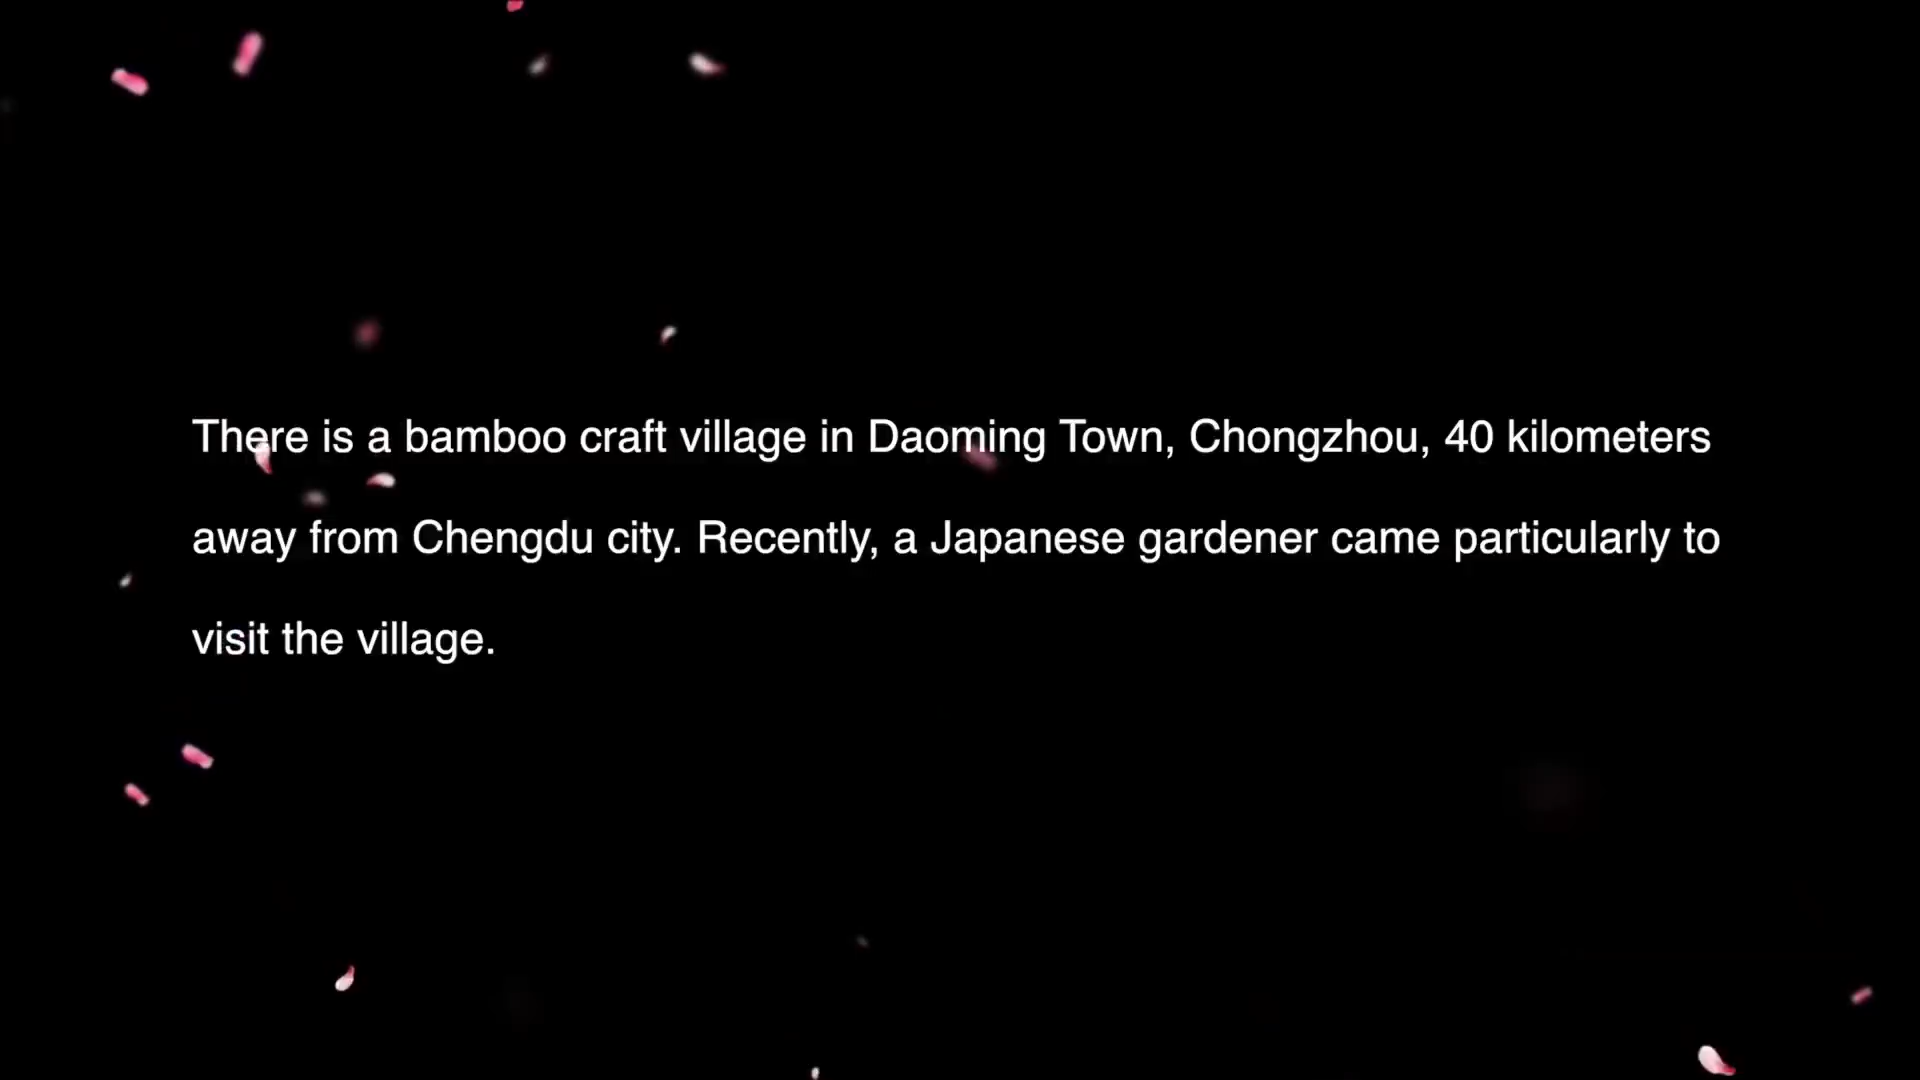 There is a bamboo craft village in Daoming Town, Chongzhou, 40 kilometers
away from Chengdu city. Recently, a Japanese gardener came particularly to
visit the village.